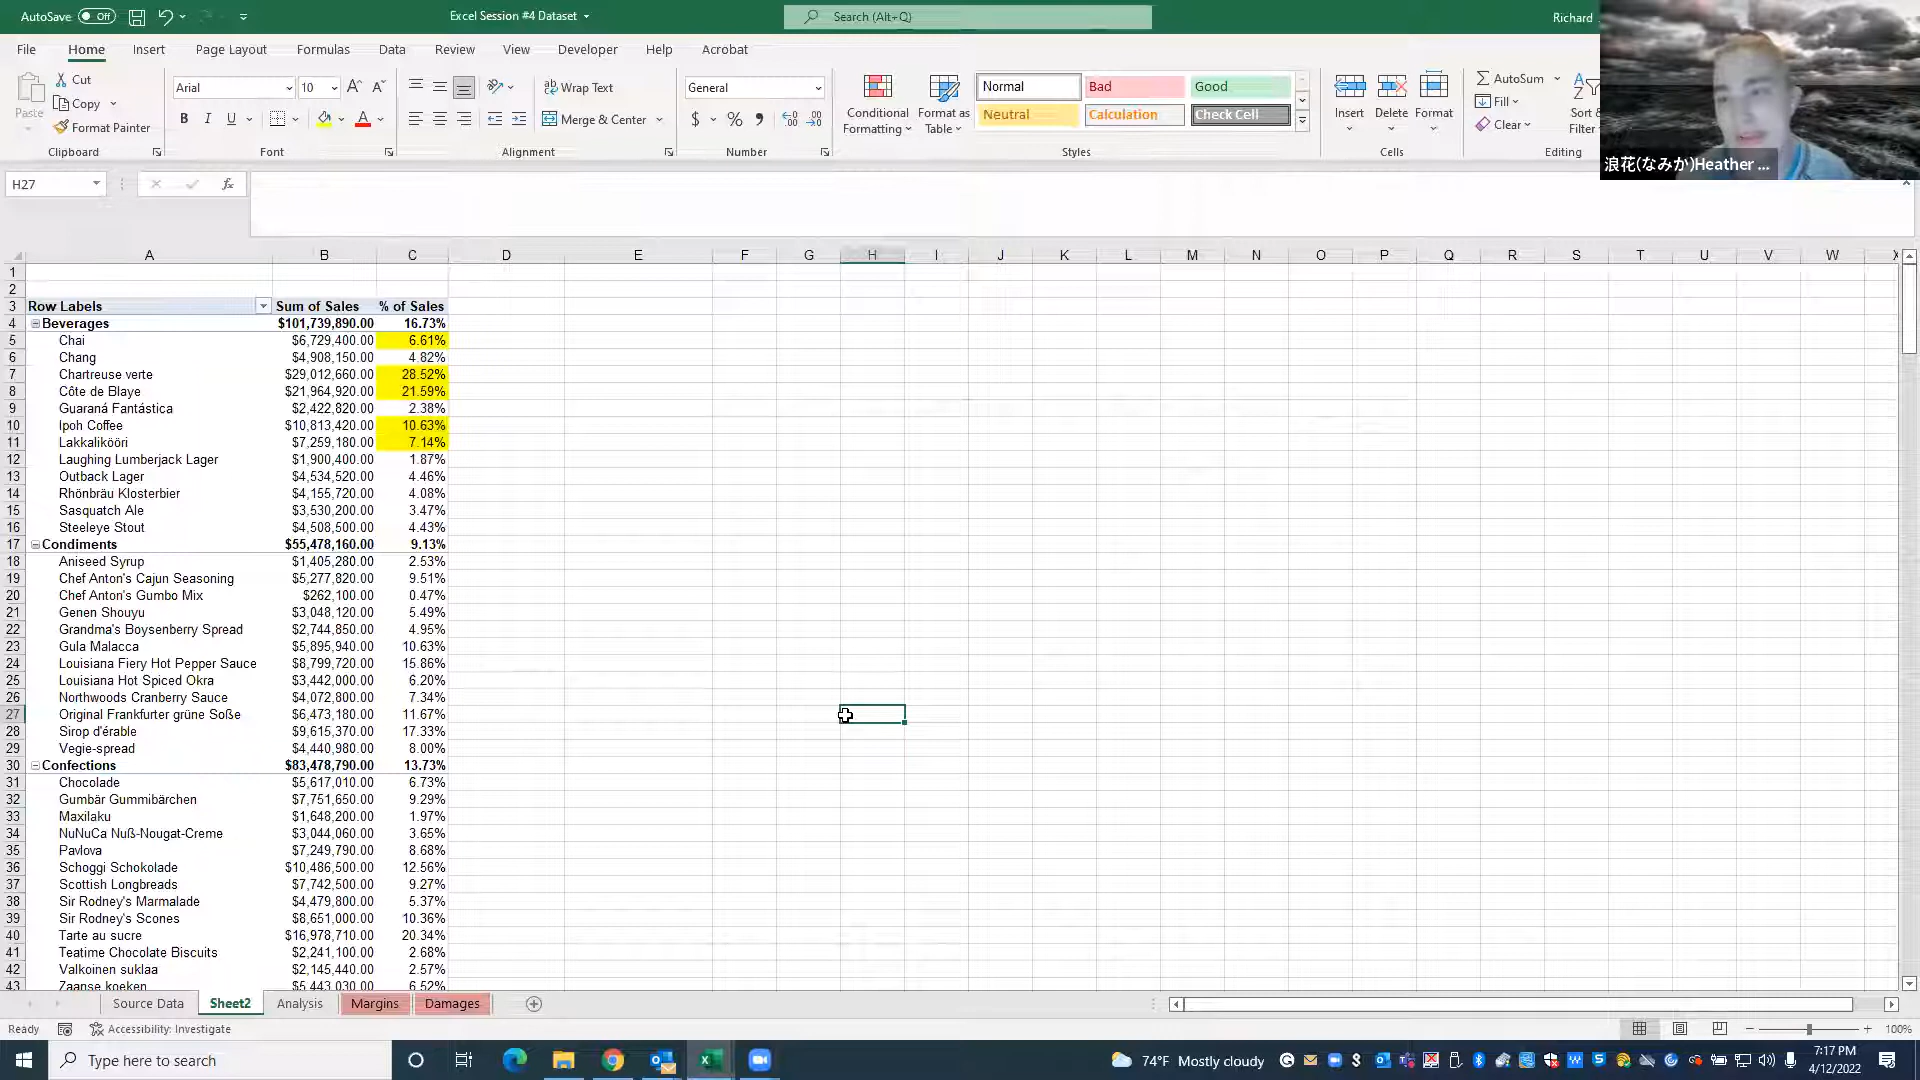 AutoSave Off
Excel Session #4 Dataset
Search (Alt+Q)
Richard
File Home Insert Page Layout Formulas Data Review View Developer Help Acrobat
Paste
Cut
Copy
Format Painter
Clipboard
Arial 10
Font
Wrap Text
Merge & Center
Alignment
General
Number
Conditional Formatting
Format as Table
Normal Bad Good
Neutral Calculation Check Cell
Styles
Insert Delete Format
Cells
AutoSum
Fill
Clear
Sort &
Filter
Editing
浪花(なみか)Heather ...
H27
fx
A B C D E F G H I J K L M N O P Q R S T U V W X
1
2
3 Row Labels Sum of Sales % of Sales
4 Beverages $101,739,890.00 16.73%
5 Chai $6,729,400.00 6.61%
6 Chang $4,908,150.00 4.82%
7 Chartreuse verte $29,012,660.00 28.52%
8 Côte de Blaye $21,964,920.00 21.59%
9 Guaraná Fantástica $2,422,820.00 2.38%
10 Ipoh Coffee $10,813,420.00 10.63%
11 Lakkalikööri $7,259,180.00 7.14%
12 Laughing Lumberjack Lager $1,900,400.00 1.87%
13 Outback Lager $4,534,520.00 4.46%
14 Rhönbräu Klosterbier $4,155,720.00 4.08%
15 Sasquatch Ale $3,530,200.00 3.47%
16 Steeleye Stout $4,508,500.00 4.43%
17 Condiments $55,478,160.00 9.13%
18 Aniseed Syrup $1,405,280.00 2.53%
19 Chef Anton's Cajun Seasoning $5,277,820.00 9.51%
20 Chef Anton's Gumbo Mix $262,100.00 0.47%
21 Genen Shouyu $3,048,120.00 5.49%
22 Grandma's Boysenberry Spread $2,744,850.00 4.95%
23 Gula Malacca $5,895,940.00 10.63%
24 Louisiana Fiery Hot Pepper Sauce $8,799,720.00 15.86%
25 Louisiana Hot Spiced Okra $3,442,000.00 6.20%
26 Northwoods Cranberry Sauce $4,072,800.00 7.34%
27 Original Frankfurter grüne Soße $6,473,180.00 11.67%
28 Sirop d'érable $9,615,370.00 17.33%
29 Vegie-spread $4,440,980.00 8.00%
30 Confections $83,478,790.00 13.73%
31 Chocolade $5,617,010.00 6.73%
32 Gumbär Gummibärchen $7,751,650.00 9.29%
33 Maxilaku $1,648,200.00 1.97%
34 NuNuCa Nuß-Nougat-Creme $3,044,060.00 3.65%
35 Pavlova $7,249,790.00 8.68%
36 Schoggi Schokolade $10,486,500.00 12.56%
37 Scottish Longbreads $7,742,500.00 9.27%
38 Sir Rodney's Marmalade $4,479,800.00 5.37%
39 Sir Rodney's Scones $8,651,000.00 10.36%
40 Tarte au sucre $16,978,710.00 20.34%
41 Teatime Chocolate Biscuits $2,241,100.00 2.68%
42 Valkoinen suklaa $2,145,440.00 2.57%
43 Zaanse koeken $5,443,030.00 6.52%
Source Data Sheet2 Analysis Margins Damages
Ready Accessibility: Investigate 100%
Type here to search
74°F Mostly cloudy
7:17 PM
4/12/2022